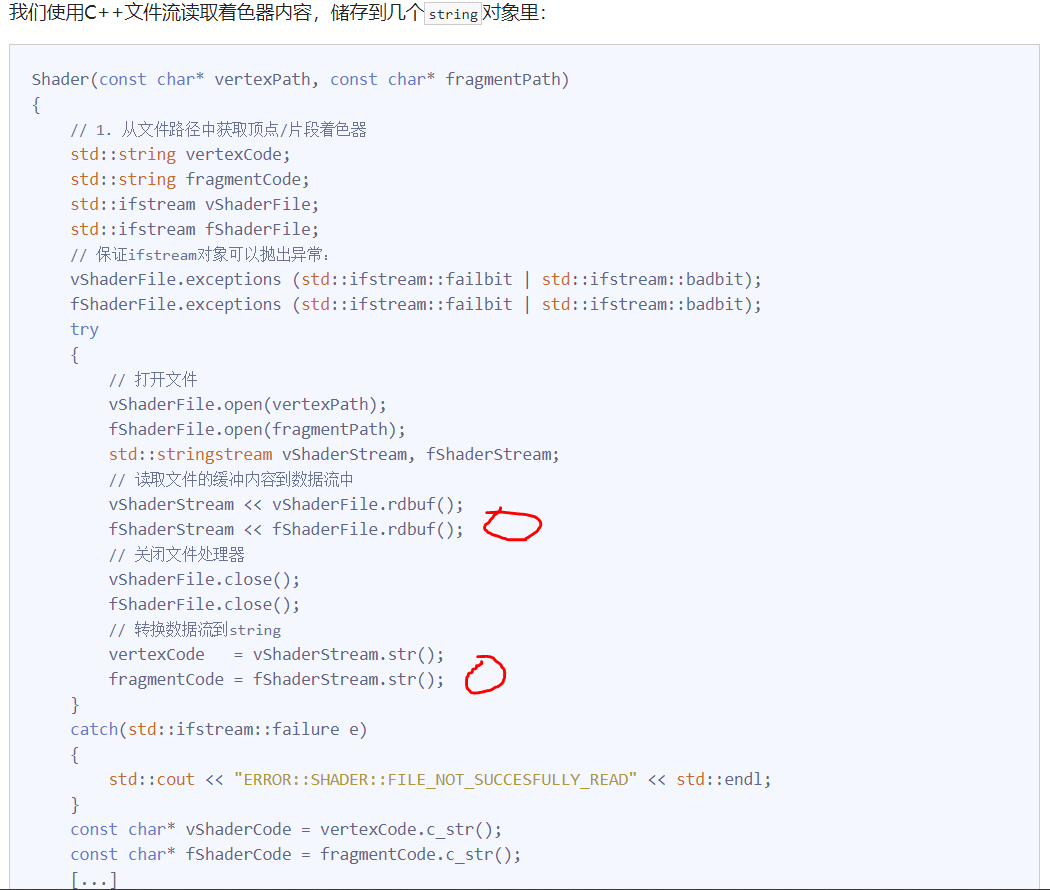 我们使用C++文件流读取着色器内容，储存到几个string对象里：
Shader(const char* vertexPath, const char* fragmentPath)
{
    // 1. 从文件路径中获取顶点/片段着色器
    std::string vertexCode;
    std::string fragmentCode;
    std::ifstream vShaderFile;
    std::ifstream fShaderFile;
    // 保证ifstream对象可以抛出异常：
    vShaderFile.exceptions (std::ifstream::failbit | std::ifstream::badbit);
    fShaderFile.exceptions (std::ifstream::failbit | std::ifstream::badbit);
    try
    {
        // 打开文件
        vShaderFile.open(vertexPath);
        fShaderFile.open(fragmentPath);
        std::stringstream vShaderStream, fShaderStream;
        // 读取文件的缓冲内容到数据流中
        vShaderStream << vShaderFile.rdbuf();
        fShaderStream << fShaderFile.rdbuf();
        // 关闭文件处理器
        vShaderFile.close();
        fShaderFile.close();
        // 转换数据流到string
        vertexCode   = vShaderStream.str();
        fragmentCode = fShaderStream.str();
    }
    catch(std::ifstream::failure e)
    {
        std::cout << "ERROR::SHADER::FILE_NOT_SUCCESFULLY_READ" << std::endl;
    }
    const char* vShaderCode = vertexCode.c_str();
    const char* fShaderCode = fragmentCode.c_str();
    [...]